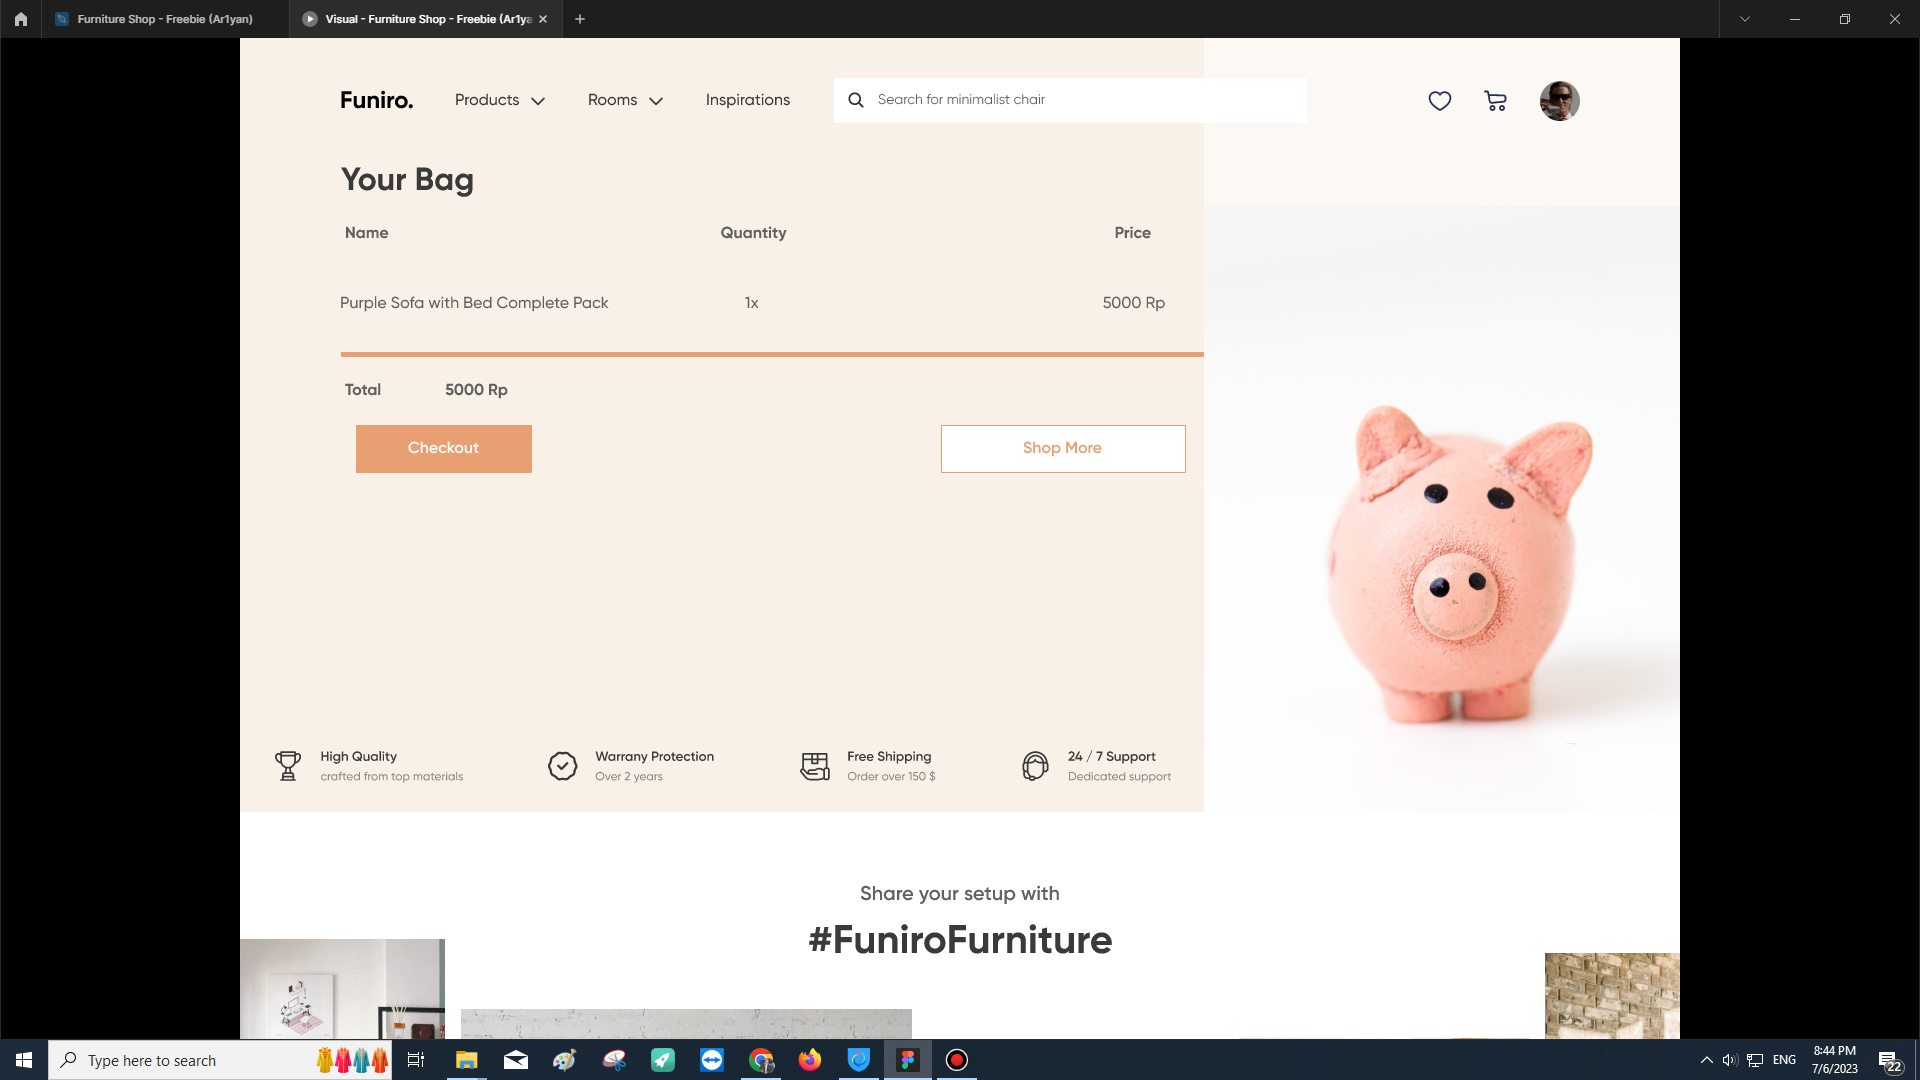 Furniture Shop - Freebie (Ar1yan)
Visual - Furniture Shop - Freebie (Ar1ya
Funiro.
Products
Rooms
Inspirations
Search for minimalist chair
Your Bag
Name
Quantity
Price
Purple Sofa with Bed Complete Pack
1x
5000 Rp
Total
5000 Rp
Checkout
Shop More
High Quality
crafted from top materials
Warrany Protection
Over 2 years
Free Shipping
Order over 150 $
24 / 7 Support
Dedicated support
Share your setup with
#FuniroFurniture
Type here to search
ENG
8:44 PM
7/6/2023
22